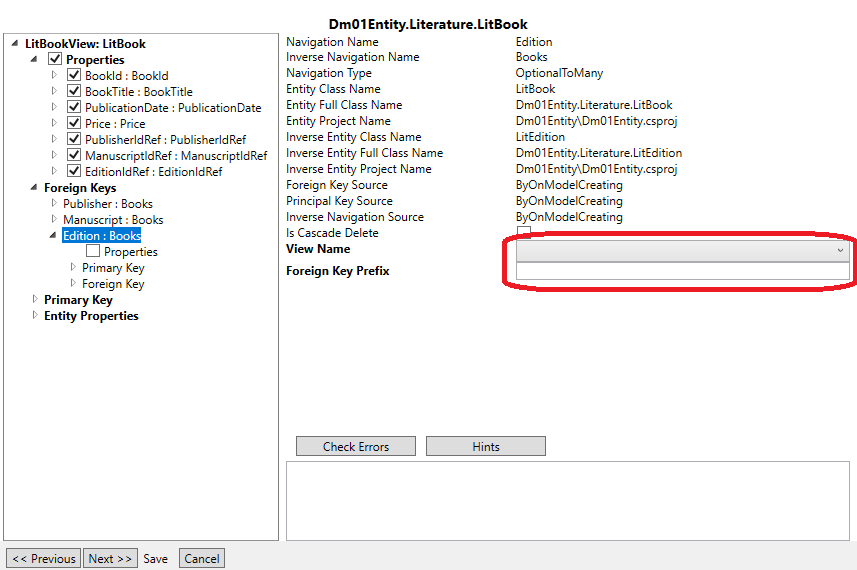 Dm01Entity.Literature.LitBook
LitBookView: LitBook
Properties
BookId : BookId
BookTitle : BookTitle
PublicationDate : PublicationDate
Price : Price
PublisherIdRef : PublisherIdRef
ManuscriptIdRef : ManuscriptIdRef
EditionIdRef : EditionIdRef
Foreign Keys
Publisher : Books
Manuscript : Books
Edition : Books
Properties
Primary Key
Foreign Key
Primary Key
Entity Properties
Navigation Name Edition
Inverse Navigation Name Books
Navigation Type OptionalToMany
Entity Class Name LitBook
Entity Full Class Name Dm01Entity.Literature.LitBook
Entity Project Name Dm01Entity\Dm01Entity.csproj
Inverse Entity Class Name LitEdition
Inverse Entity Full Class Name Dm01Entity.Literature.LitEdition
Inverse Entity Project Name Dm01Entity\Dm01Entity.csproj
Foreign Key Source ByOnModelCreating
Principal Key Source ByOnModelCreating
Inverse Navigation Source ByOnModelCreating
Is Cascade Delete
View Name
Foreign Key Prefix
Check Errors Hints
<< Previous Next >> Save Cancel